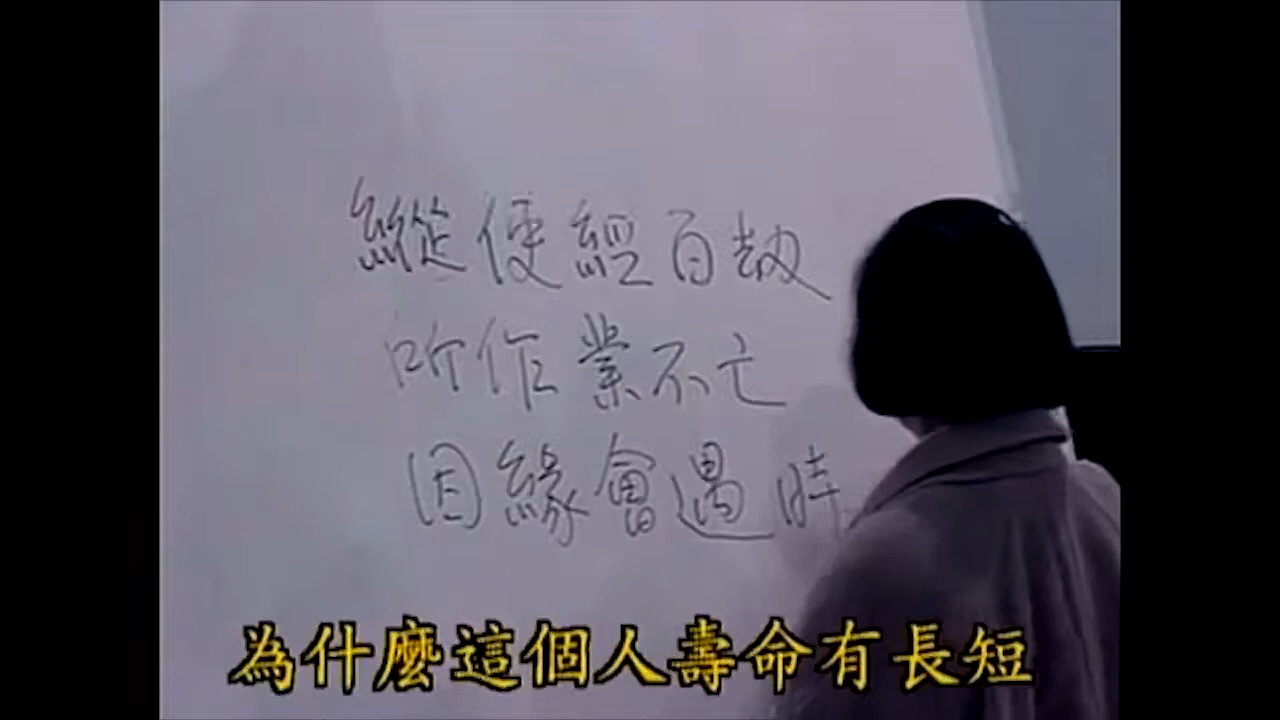 縱使經百劫
所作業不亡
因緣會遇時
為什麼這個人壽命有長短